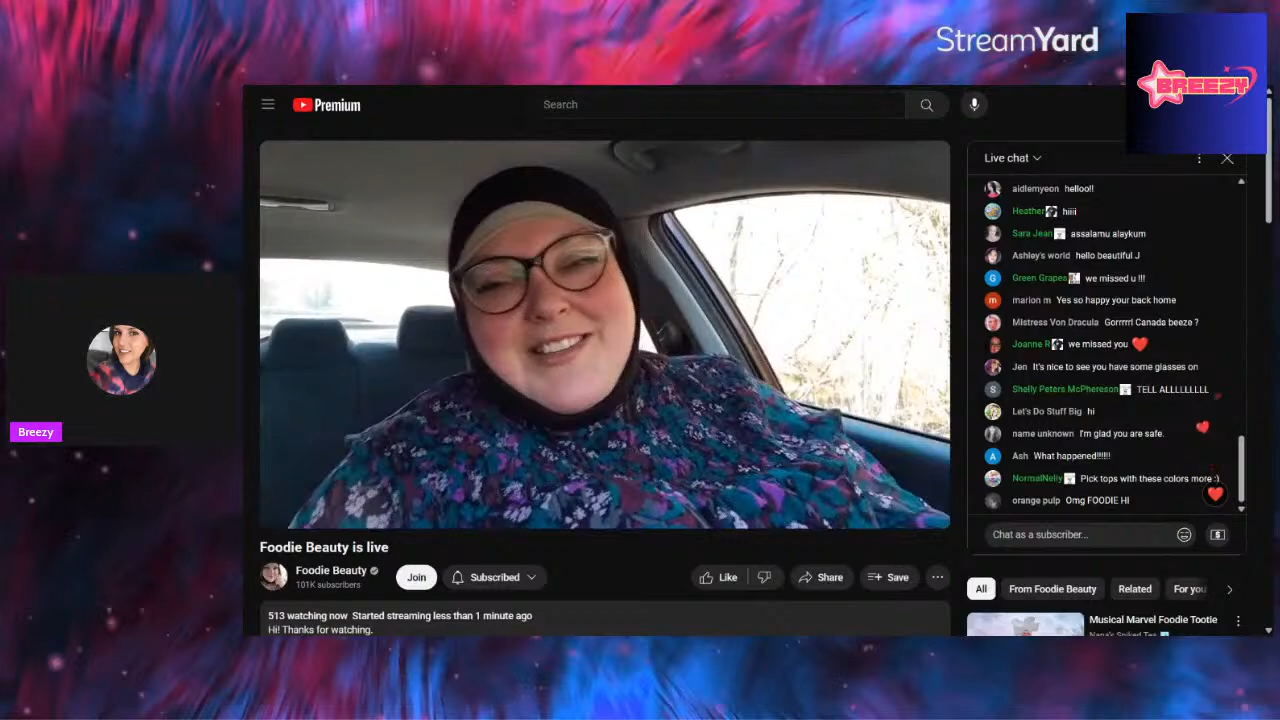 StreamYard
BREEZY
Premium
Search
Live chat
aidlemyeon helloo!!
Heather hiiii
Sara Jean assalamu alaykum
Ashley's world hello beautiful J
G
Green Grapes we missed u !!!
m
marion m Yes so happy your back home
Mistress Von Dracula Gorrrrrl Canada beeze ?
Joanne R we missed you
Jen It's nice to see you have some glasses on
S
Shelly Peters McPhereson TELL ALLLLLLLL
Let's Do Stuff Big hi
name unknown I'm glad you are safe.
A
Ash What happened!!!!!!
NormalNelly Pick tops with these colors more :)
orange pulp Omg FOODIE HI
Chat as a subscriber...
Breezy
Foodie Beauty is live
Foodie Beauty
101K subscribers
Join
Subscribed
Like
Share
Save
513 watching now Started streaming less than 1 minute ago
Hi! Thanks for watching.
All
From Foodie Beauty
Related
For you
Musical Marvel Foodie Tootie